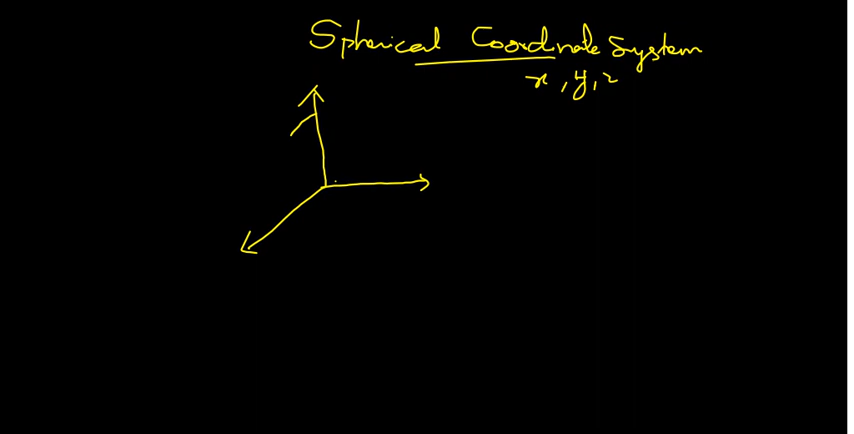 Spherical Coordinate System
x, y, z